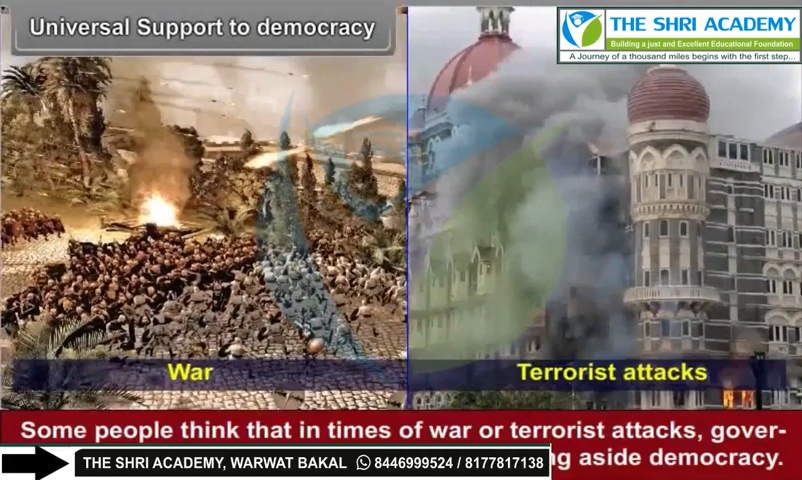 Universal Support to democracy
THE SHRI ACADEMY
Building a just and Excellent Educational Foundation
A Journey of a thousand miles begins with the first step...
War
Terrorist attacks
Some people think that in times of war or terrorist attacks, gover-
ng aside democracy.
THE SHRI ACADEMY, WARWAT BAKAL 8446999524 / 8177817138